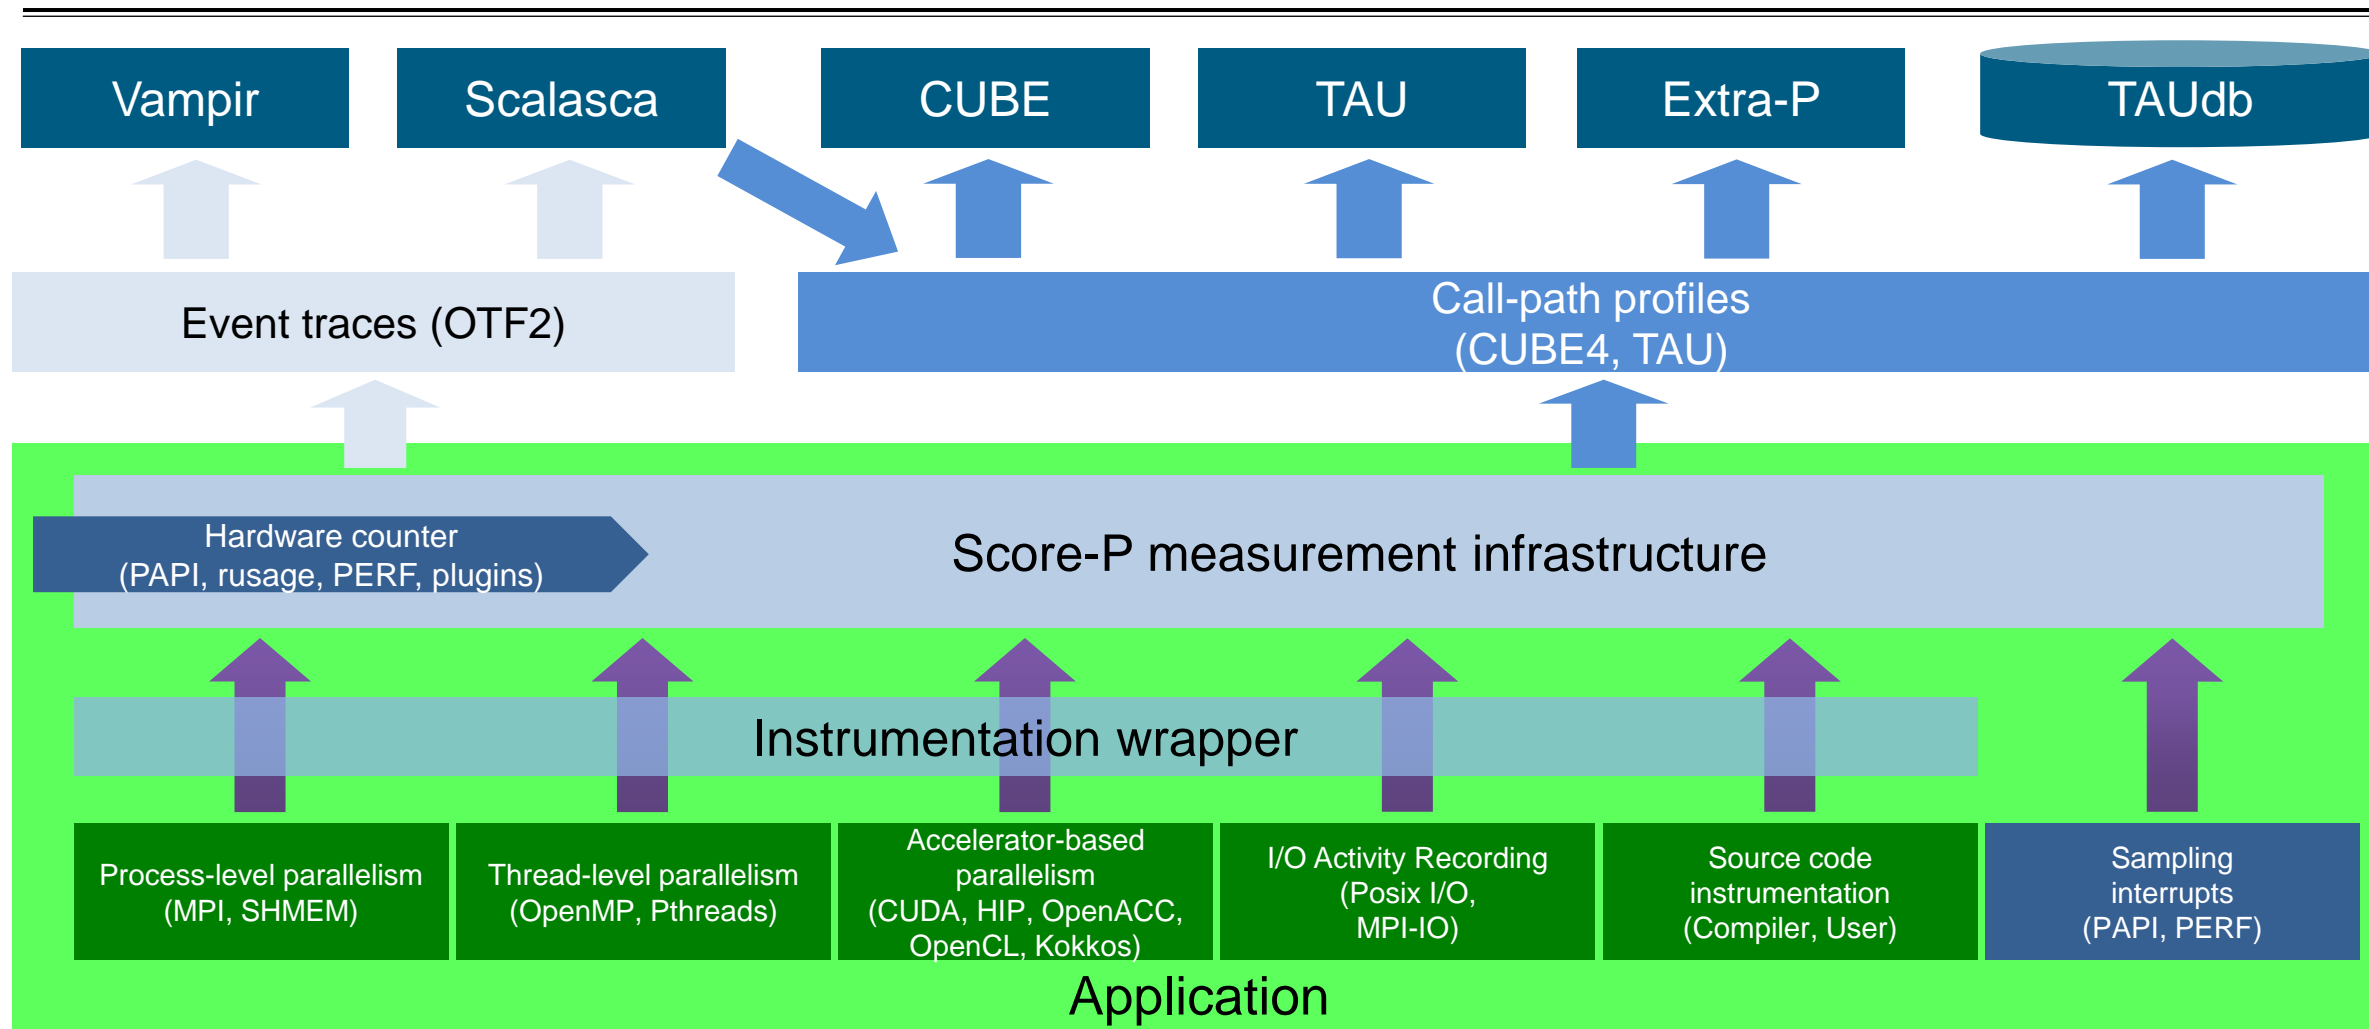 Vampir
Scalasca
CUBE
TAU
Extra-P
TAUdb
Event traces (OTF2)
Call-path profiles
(CUBE4, TAU)
Hardware counter
(PAPI, rusage, PERF, plugins)
Score-P measurement infrastructure
Instrumentation wrapper
Process-level parallelism
(MPI, SHMEM)
Thread-level parallelism
(OpenMP, Pthreads)
Accelerator-based
parallelism
(CUDA, HIP, OpenACC,
OpenCL, Kokkos)
I/O Activity Recording
(Posix I/O,
MPI-IO)
Source code
instrumentation
(Compiler, User)
Sampling
interrupts
(PAPI, PERF)
Application